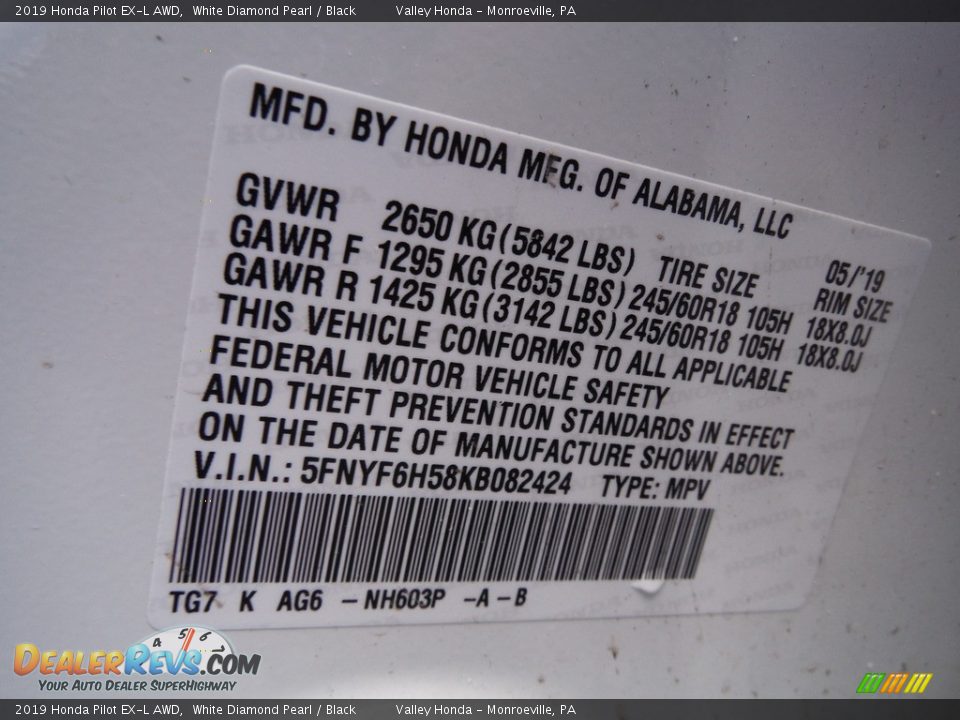 2019 Honda Pilot EX-L AWD, White Diamond Pearl / Black Valley Honda - Monroeville, PA
MFD. BY HONDA MFG. OF ALABAMA, LLC
05/'19
GVWR 2650 KG (5842 LBS) TIRE SIZE RIM SIZE
GAWR F 1295 KG (2855 LBS) 245/60R18 105H 18X8.0J
GAWR R 1425 KG (3142 LBS) 245/60R18 105H 18X8.0J
THIS VEHICLE CONFORMS TO ALL APPLICABLE
FEDERAL MOTOR VEHICLE SAFETY
AND THEFT PREVENTION STANDARDS IN EFFECT
ON THE DATE OF MANUFACTURE SHOWN ABOVE.
V.I.N.: 5FNYF6H58KB082424 TYPE: MPV
TG7 K AG6 - NH603P -A - B
4 5 6
DEALERREVS.COM
YOUR AUTO DEALER SUPERHIGHWAY
2019 Honda Pilot EX-L AWD, White Diamond Pearl / Black Valley Honda - Monroeville, PA